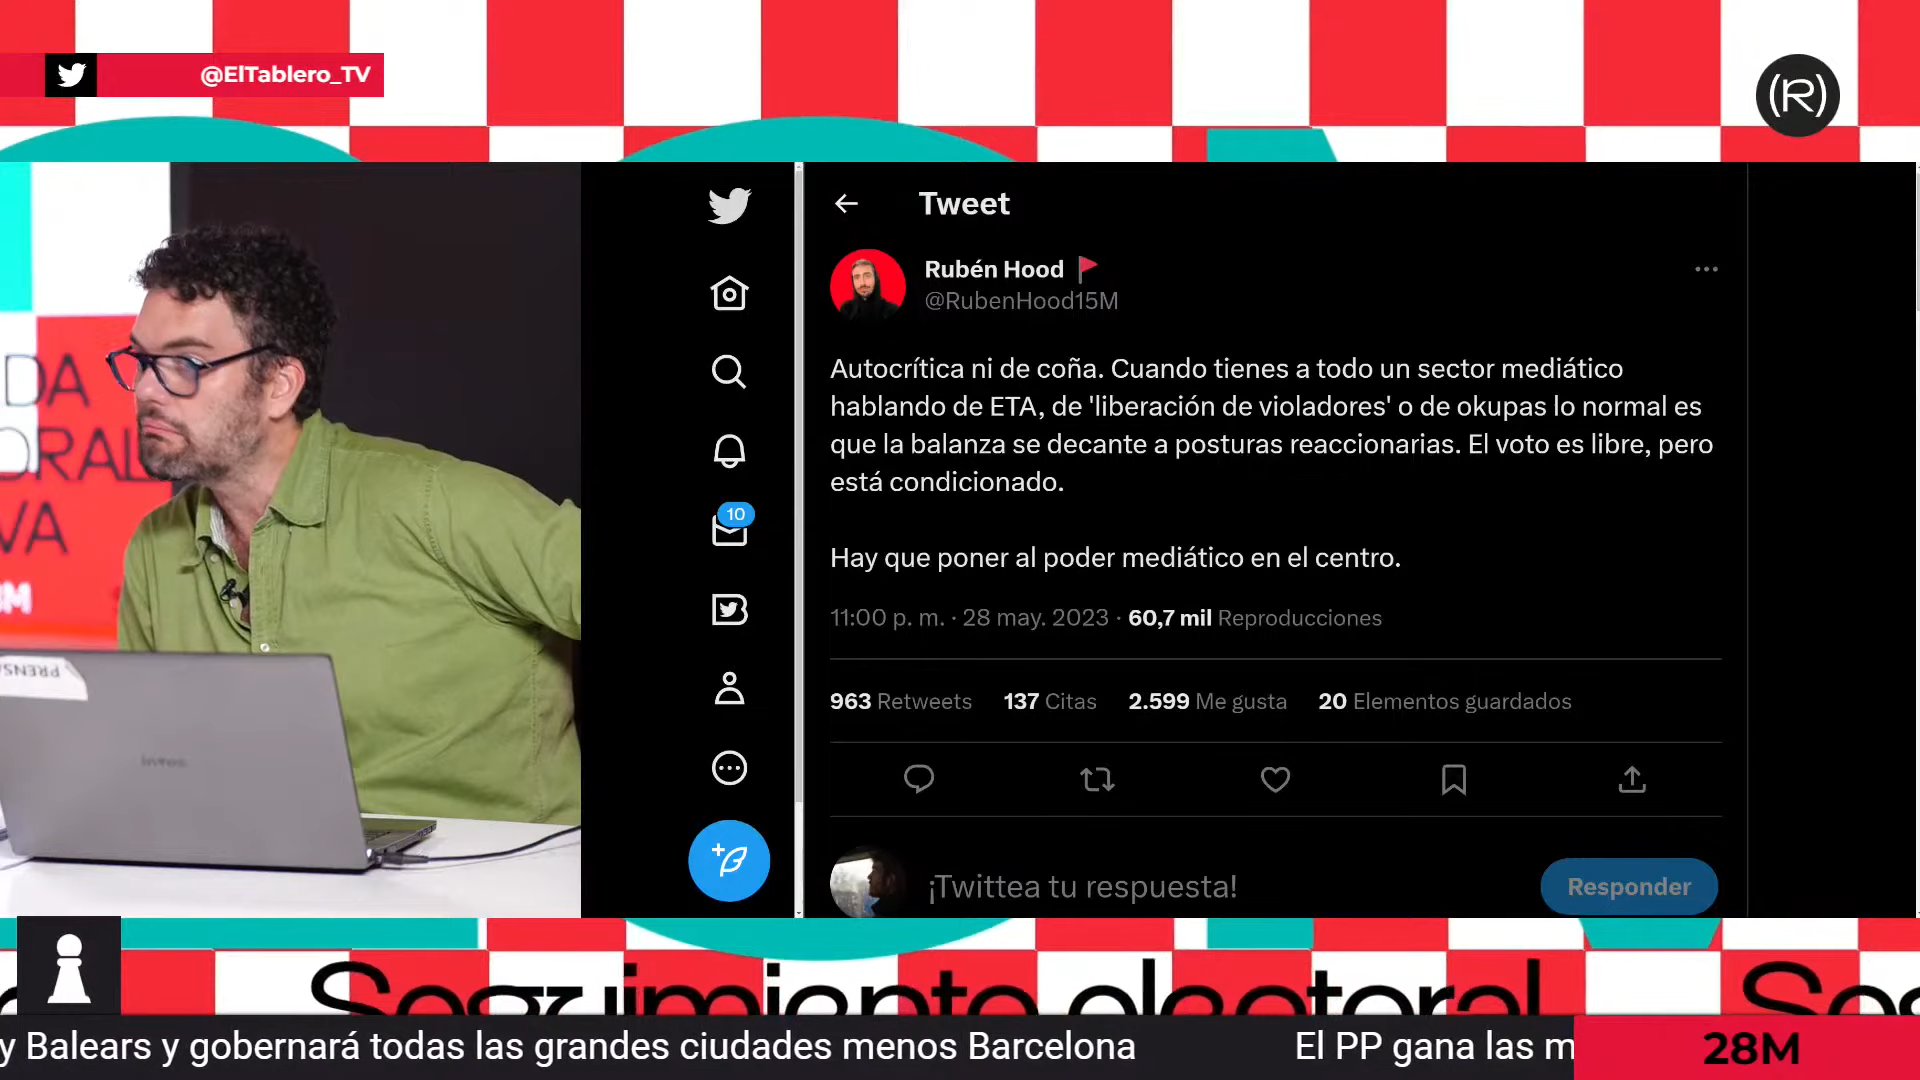 @ElTablero_TV
(R)
DA
ORAL
VA
PRENSA
Tweet
Rubén Hood
@RubenHood15M
Autocrítica ni de coña. Cuando tienes a todo un sector mediático
hablando de ETA, de 'liberación de violadores' o de okupas lo normal es
que la balanza se decante a posturas reaccionarias. El voto es libre, pero
está condicionado.
Hay que poner al poder mediático en el centro.
11:00 p. m. · 28 may. 2023 · 60,7 mil Reproducciones
963 Retweets 137 Citas 2.599 Me gusta 20 Elementos guardados
10
¡Twittea tu respuesta!
Responder
Seguimiento electoral
y Balears y gobernará todas las grandes ciudades menos Barcelona El PP gana las m
28M